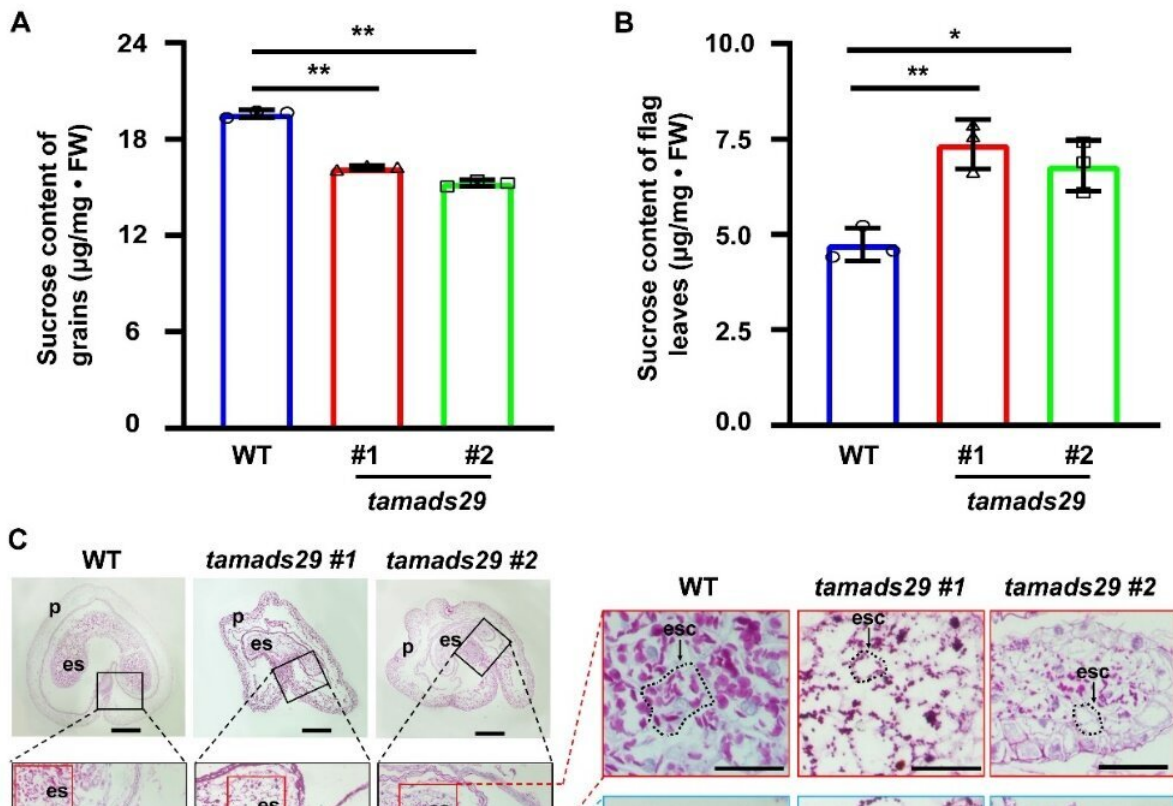 A
Sucrose content of
grains (µg/mg • FW)
24
18
12
6
0
**
**
WT
#1
#2
tamads29
B
Sucrose content of flag
leaves (µg/mg • FW)
10.0
7.5
5.0
2.5
0.0
*
**
WT
#1
#2
tamads29
C
WT
tamads29 #1
tamads29 #2
p
es
p
es
p
es
es
es
WT
tamads29 #1
tamads29 #2
esc
esc
esc